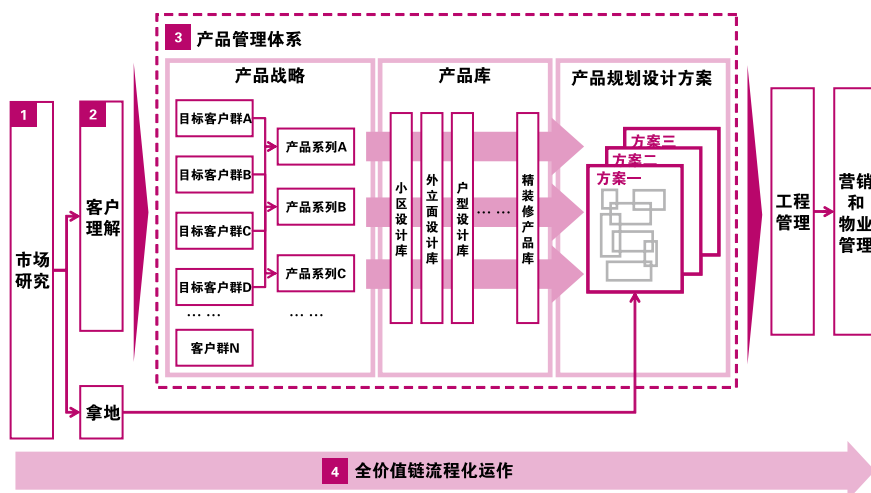 3
产品管理体系
1
市场
研究
2
客户
理解
拿地
产品战略
目标客户群A
目标客户群B
目标客户群C
目标客户群D
... ...
客户群N
产品系列A
产品系列B
产品系列C
... ...
产品库
小区设计库
外立面设计库
户型设计库
... ...
精装修产品库
产品规划设计方案
方案三
方案二
方案一
工程
管理
营销
和
物业
管理
4
全价值链流程化运作